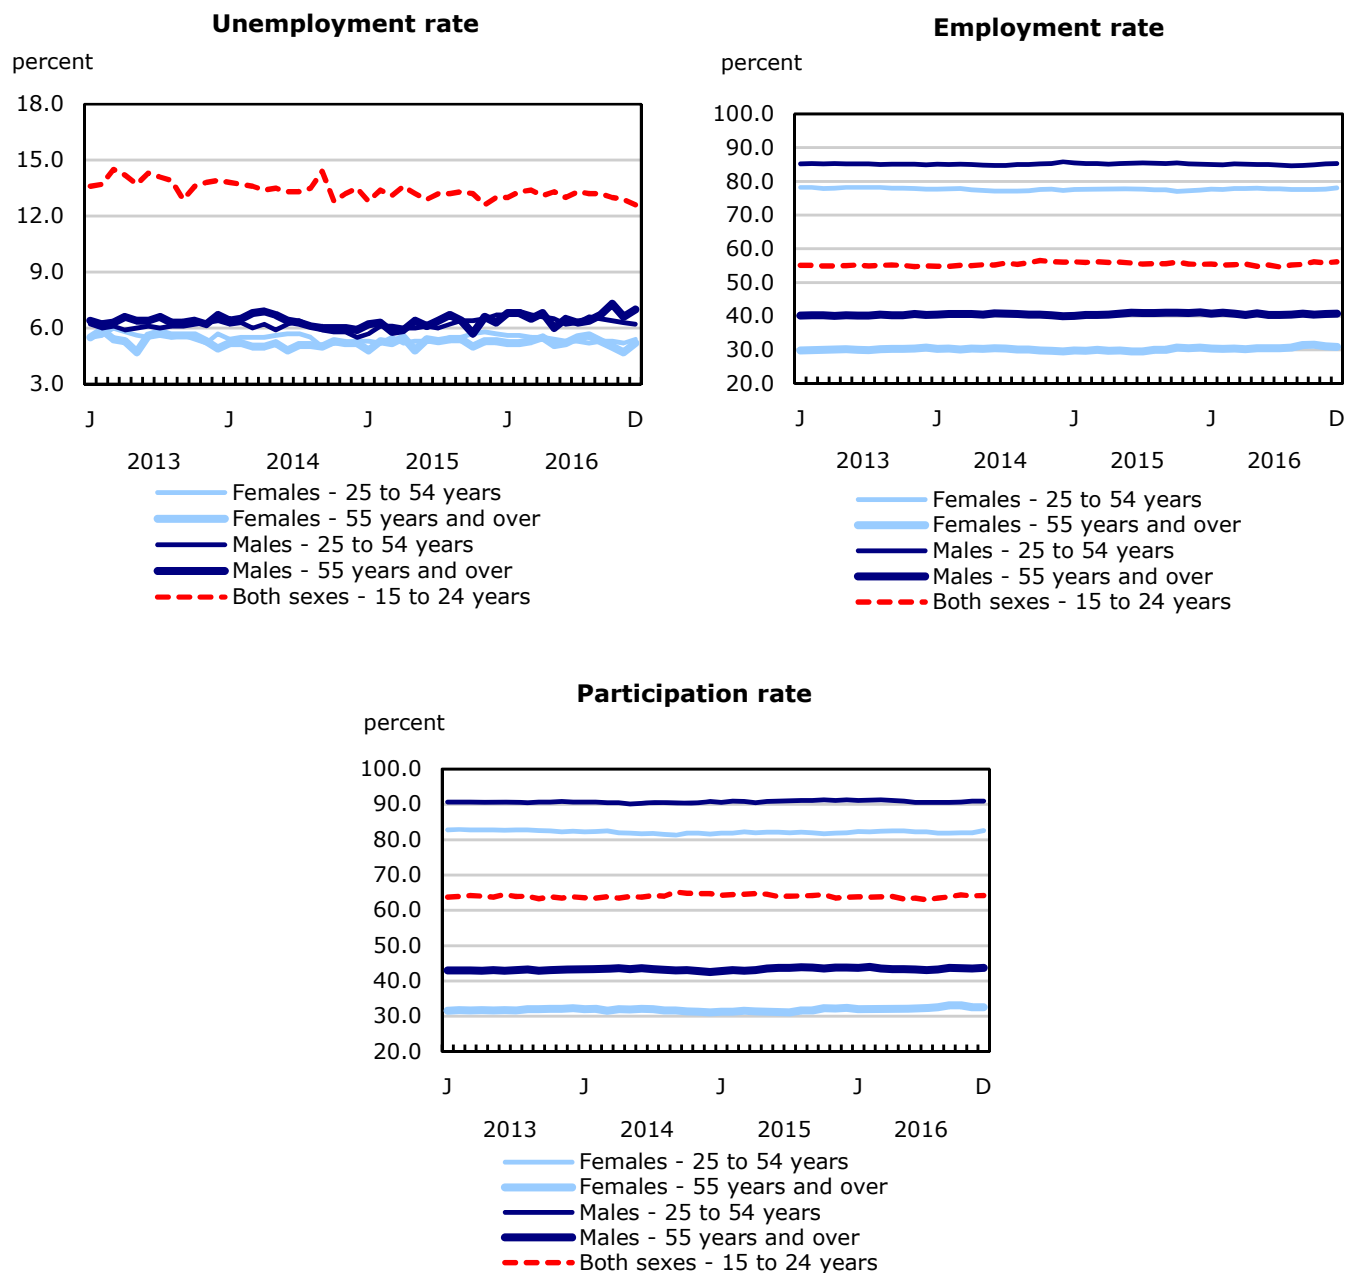 Unemployment rate
percent
18.0
15.0
12.0
9.0
6.0
3.0
J J J J D
2013 2014 2015 2016
Females - 25 to 54 years
Females - 55 years and over
Males - 25 to 54 years
Males - 55 years and over
Both sexes - 15 to 24 years
Employment rate
percent
100.0
90.0
80.0
70.0
60.0
50.0
40.0
30.0
20.0
J J J J D
2013 2014 2015 2016
Females - 25 to 54 years
Females - 55 years and over
Males - 25 to 54 years
Males - 55 years and over
Both sexes - 15 to 24 years
Participation rate
percent
100.0
90.0
80.0
70.0
60.0
50.0
40.0
30.0
20.0
J J J J D
2013 2014 2015 2016
Females - 25 to 54 years
Females - 55 years and over
Males - 25 to 54 years
Males - 55 years and over
Both sexes - 15 to 24 years